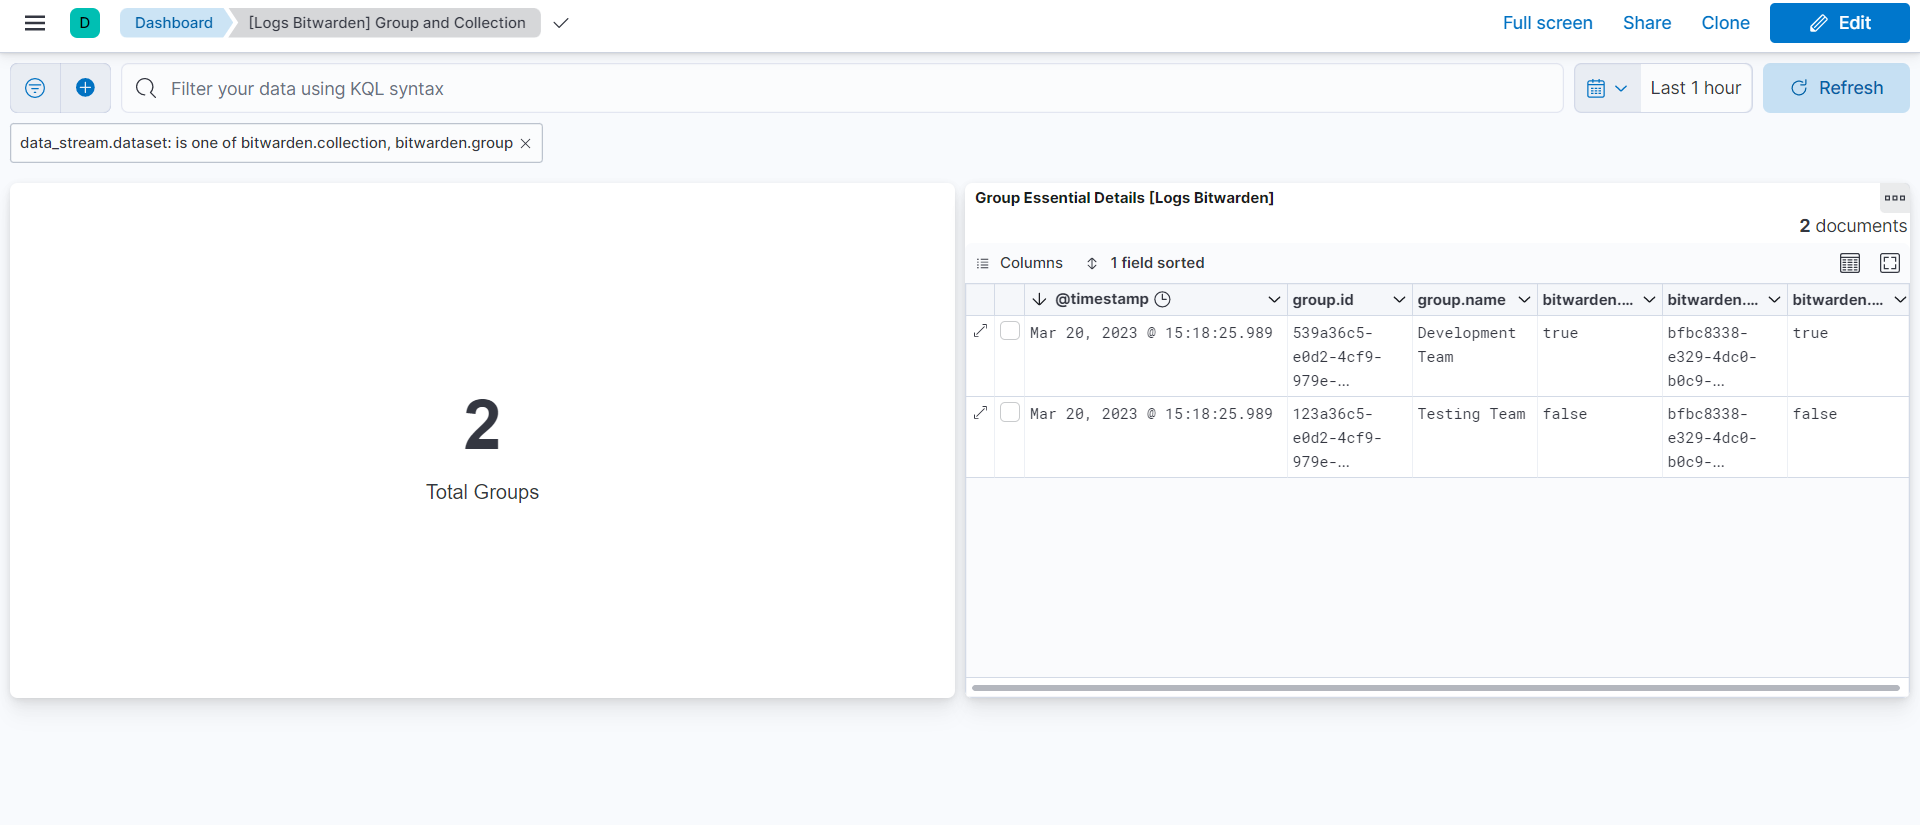 D Dashboard [Logs Bitwarden] Group and Collection Full screen Share Clone Edit
Filter your data using KQL syntax Last 1 hour Refresh
data_stream.dataset: is one of bitwarden.collection, bitwarden.group
2
Total Groups
Group Essential Details [Logs Bitwarden]
2 documents
Columns 1 field sorted
@timestamp group.id group.name bitwarden.... bitwarden.... bitwarden....
Mar 20, 2023 @ 15:18:25.989 539a36c5- Development true bfbc8338- true
e0d2-4cf9- Team e329-4dc0-
979e-... b0c9-...
Mar 20, 2023 @ 15:18:25.989 123a36c5- Testing Team false bfbc8338- false
e0d2-4cf9- e329-4dc0-
979e-... b0c9-...